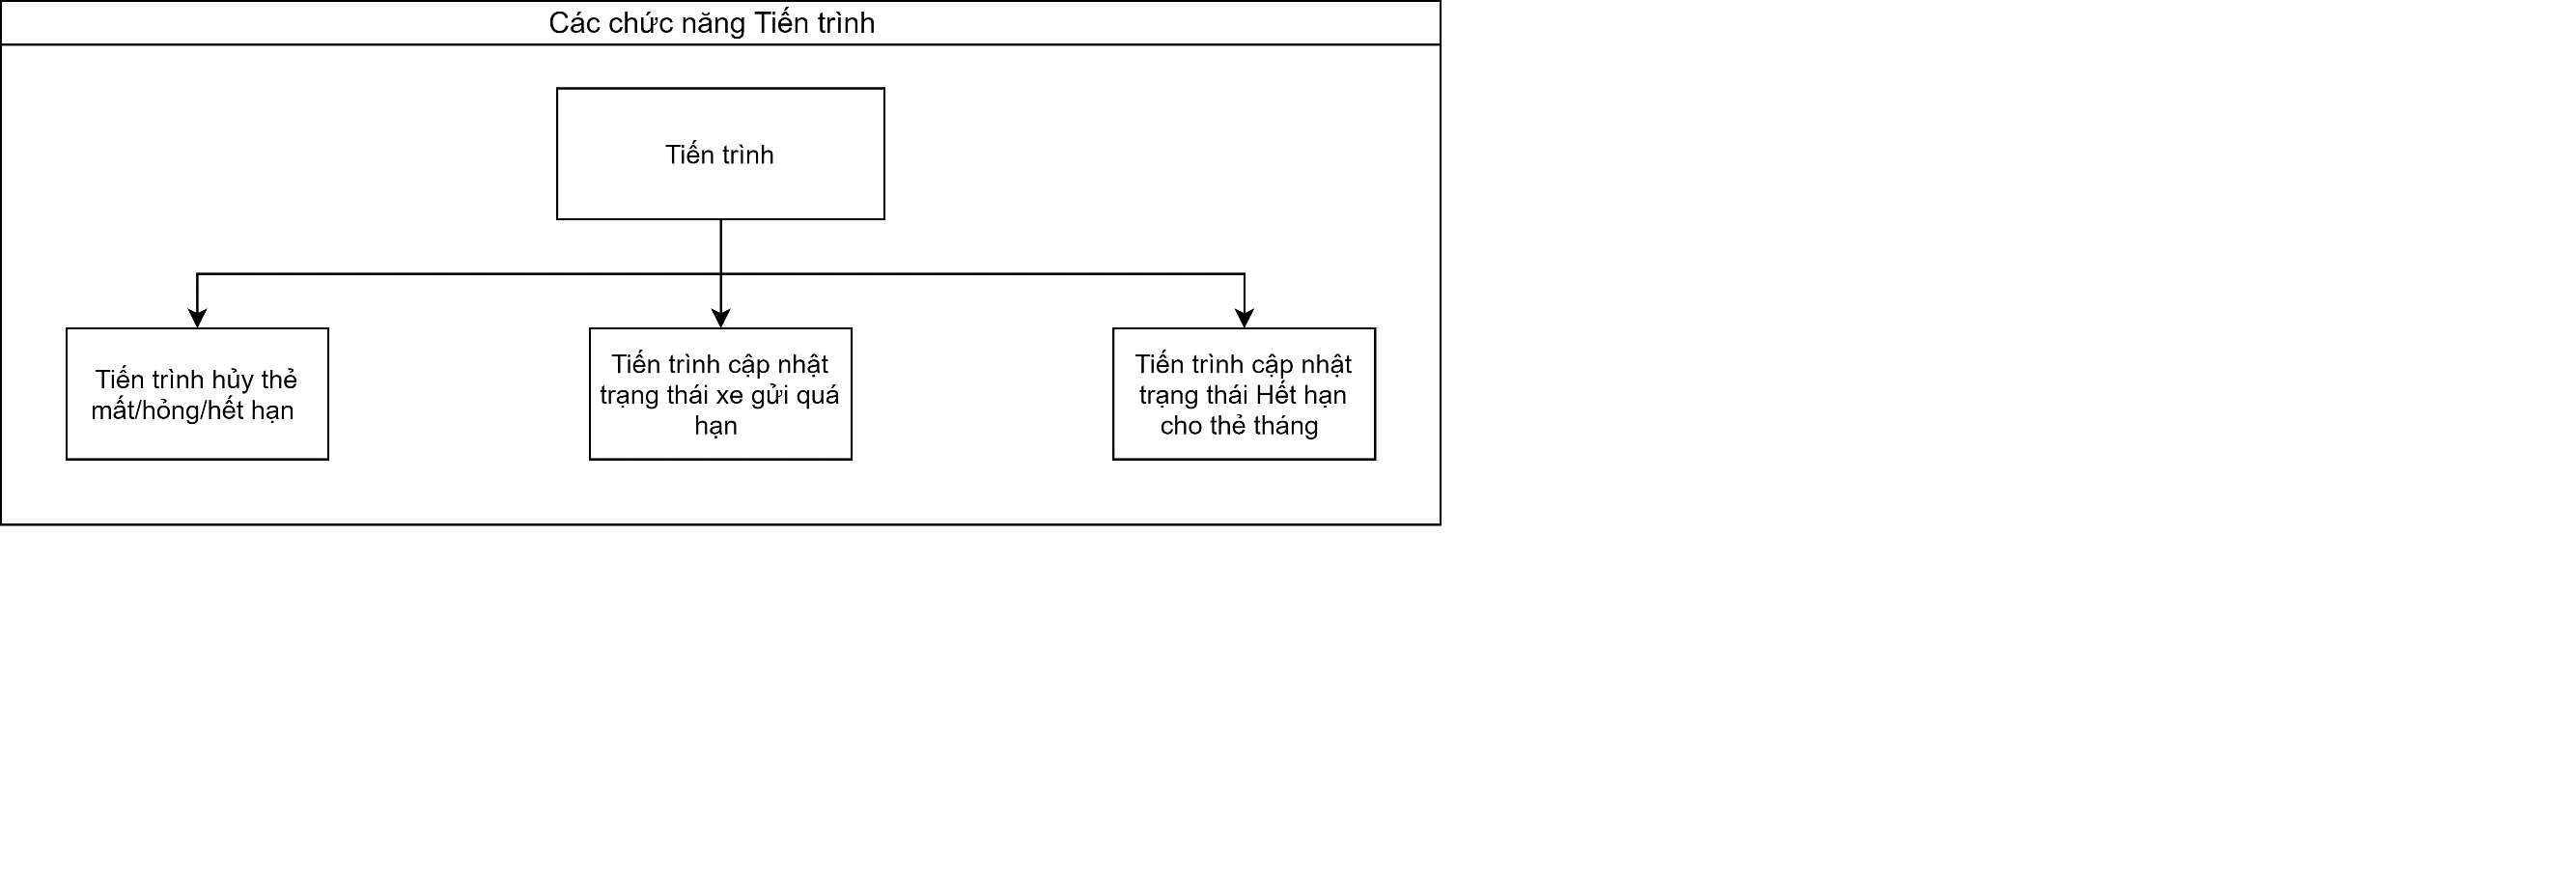 Các chức năng Tiến trình
Tiến trình
Tiến trình hủy thẻ
mất/hỏng/hết hạn
Tiến trình cập nhật
trạng thái xe gửi quá
hạn
Tiến trình cập nhật
trạng thái Hết hạn
cho thẻ tháng